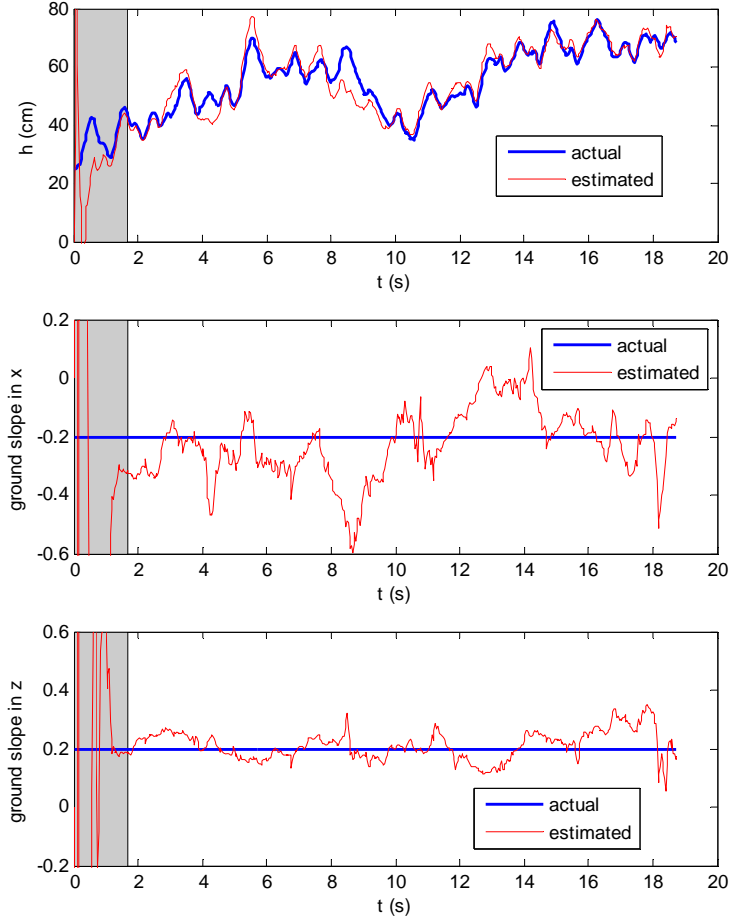 80
60
40
20
0
h (cm)
actual
estimated
0 2 4 6 8 10 12 14 16 18 20
t (s)
0.2
0
-0.2
-0.4
-0.6
ground slope in x
actual
estimated
0 2 4 6 8 10 12 14 16 18 20
t (s)
0.6
0.4
0.2
0
-0.2
ground slope in z
actual
estimated
0 2 4 6 8 10 12 14 16 18 20
t (s)